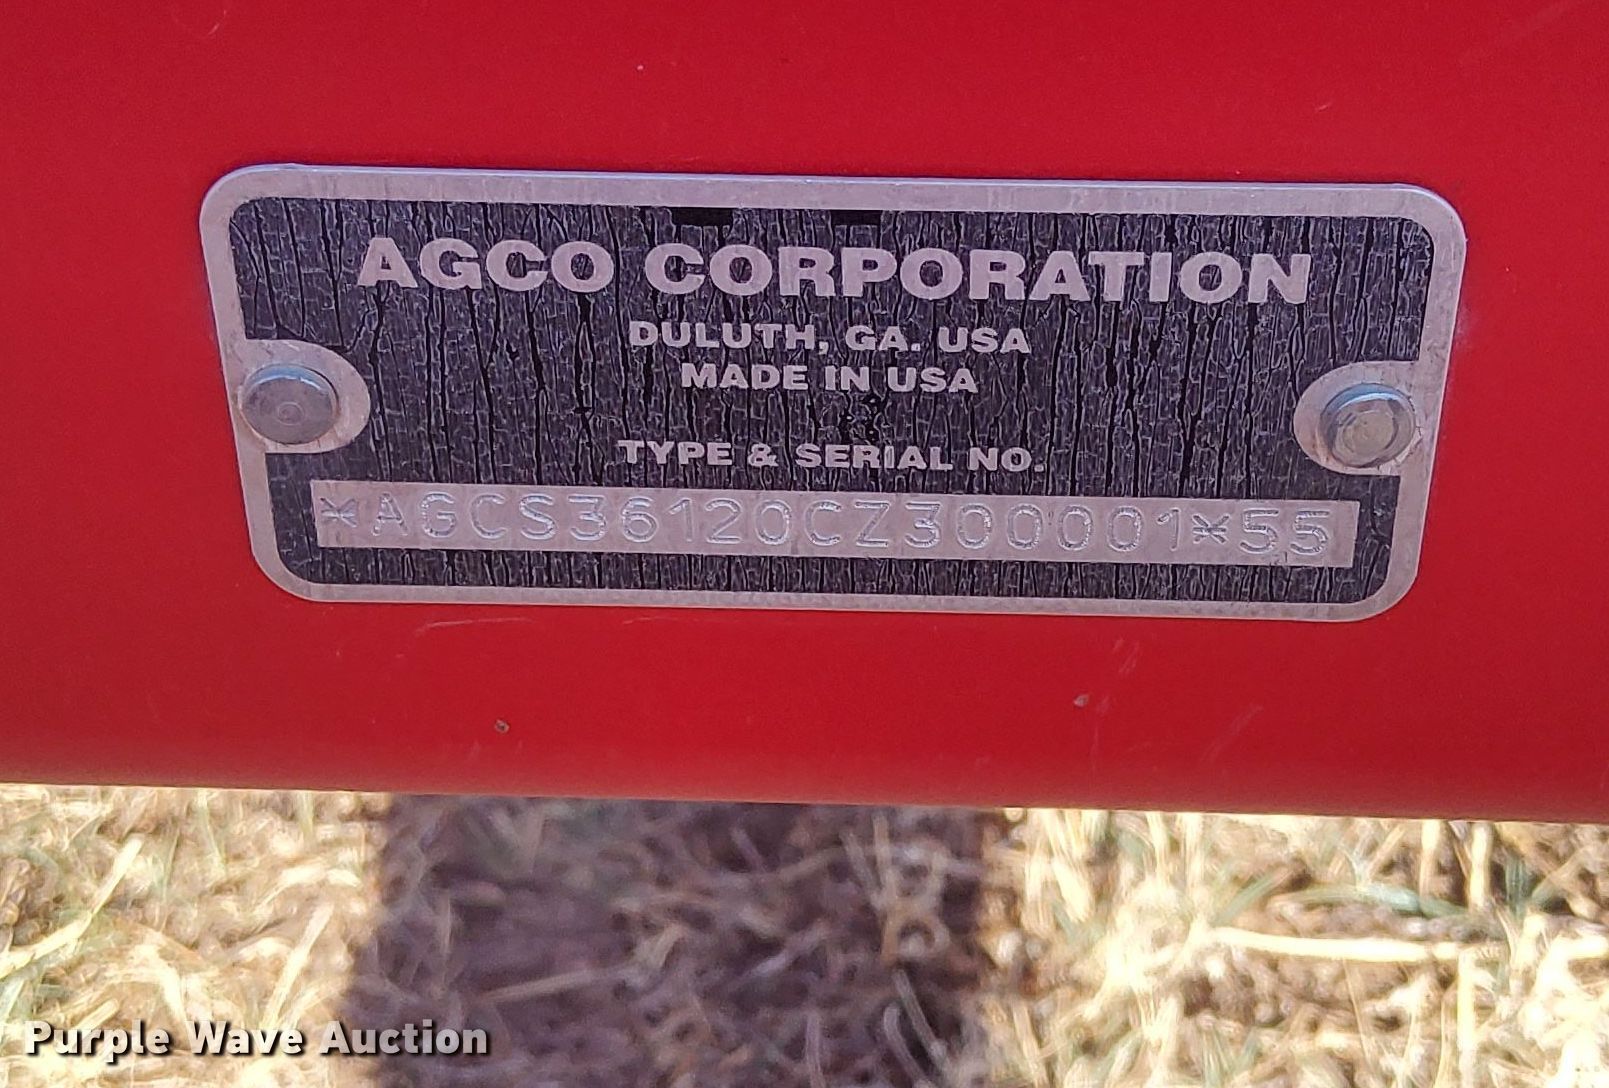 AGCO CORPORATION
DULUTH, GA. USA
MADE IN USA
TYPE & SERIAL NO.
*AGCS36120CZ300001*55
Purple Wave Auction